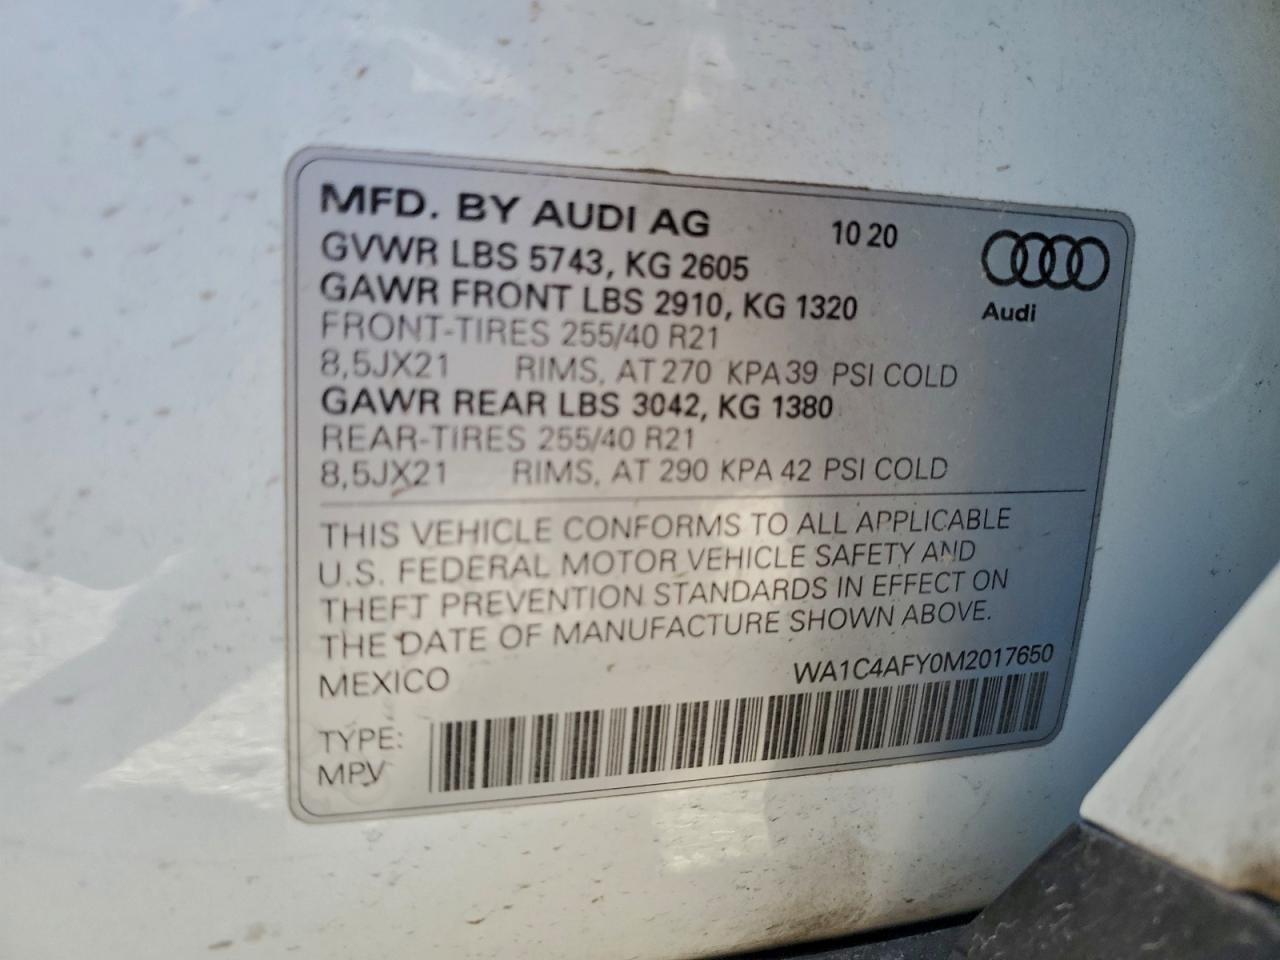 MFD. BY AUDI AG 10 20
GVWR LBS 5743, KG 2605
GAWR FRONT LBS 2910, KG 1320
Audi
FRONT-TIRES 255/40 R21
8,5JX21 RIMS, AT 270 KPA 39 PSI COLD
GAWR REAR LBS 3042, KG 1380
REAR-TIRES 255/40 R21
8,5JX21 RIMS, AT 290 KPA 42 PSI COLD
THIS VEHICLE CONFORMS TO ALL APPLICABLE
U.S. FEDERAL MOTOR VEHICLE SAFETY AND
THEFT PREVENTION STANDARDS IN EFFECT ON
THE DATE OF MANUFACTURE SHOWN ABOVE.
MEXICO WA1C4AFY0M2017650
TYPE:
MPV